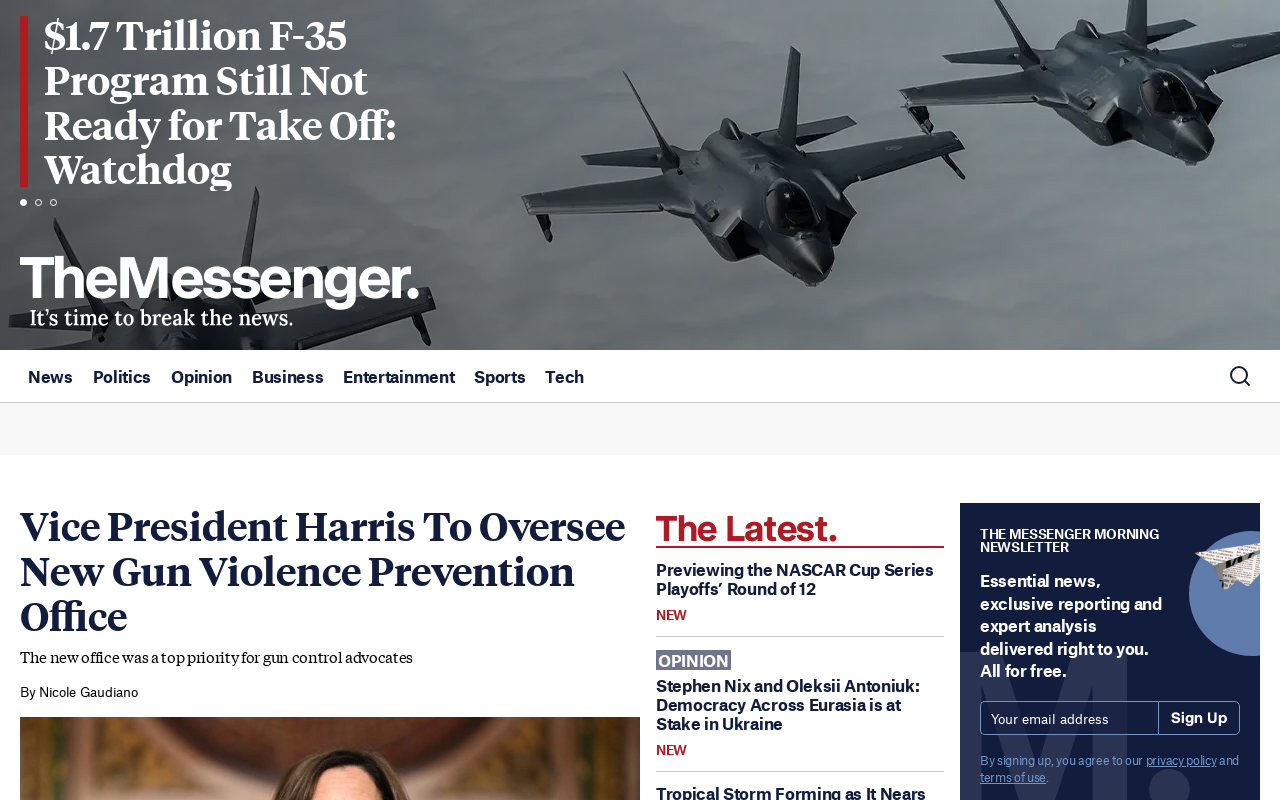 $1.7 Trillion F-35
Program Still Not
Ready for Take Off:
Watchdog
TheMessenger.
It's time to break the news.
News Politics Opinion Business Entertainment Sports Tech
Vice President Harris To Oversee
New Gun Violence Prevention
Office
The new office was a top priority for gun control advocates
By Nicole Gaudiano
The Latest.
Previewing the NASCAR Cup Series
Playoffs’ Round of 12
NEW
OPINION
Stephen Nix and Oleksii Antoniuk:
Democracy Across Eurasia is at
Stake in Ukraine
NEW
Tropical Storm Forming as It Nears
THE MESSENGER MORNING
NEWSLETTER
Essential news,
exclusive reporting and
expert analysis
delivered right to you.
All for free.
Your email address Sign Up
By signing up, you agree to our privacy policy and
terms of use.
M.